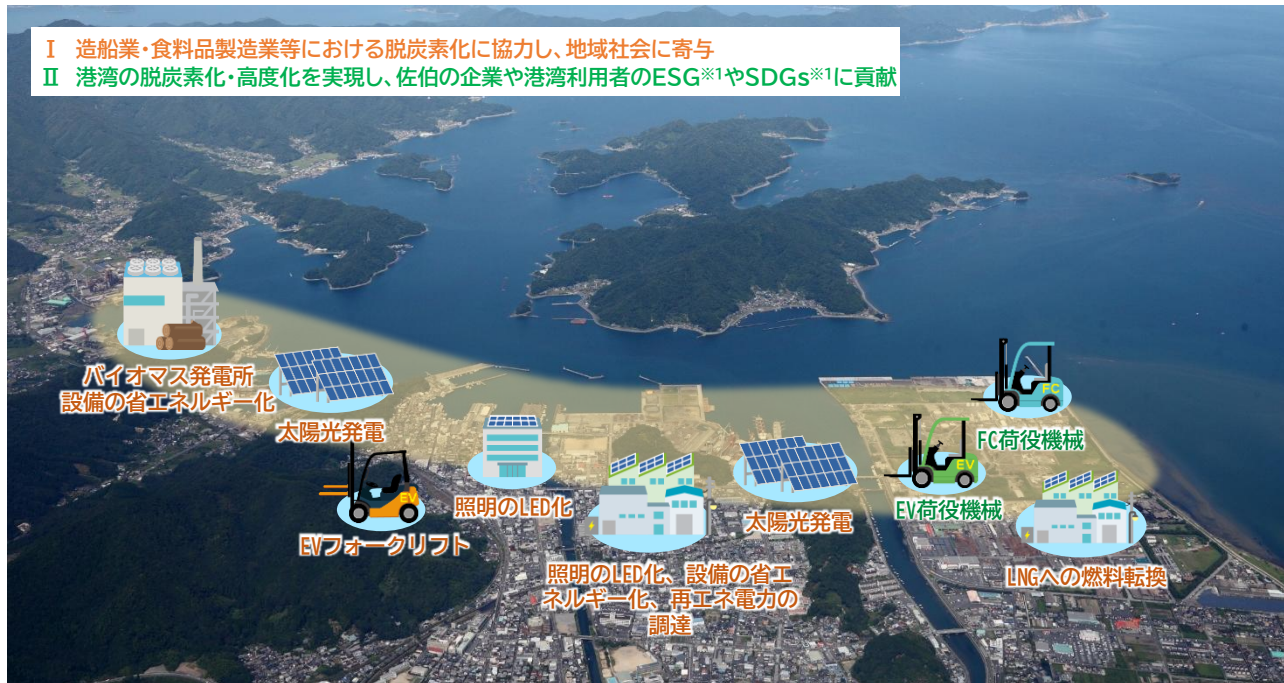 Ⅰ 造船業・食料品製造業等における脱炭素化に協力し、地域社会に寄与
Ⅱ 港湾の脱炭素化・高度化を実現し、佐伯の企業や港湾利用者のESG※1やSDGs※1に貢献
バイオマス発電所
設備の省エネルギー化
太陽光発電
EV
EVフォークリフト
照明のLED化
照明のLED化、設備の省エ
ネルギー化、再エネ電力の
調達
太陽光発電
EV
EV荷役機械
FC
FC荷役機械
LNGへの燃料転換